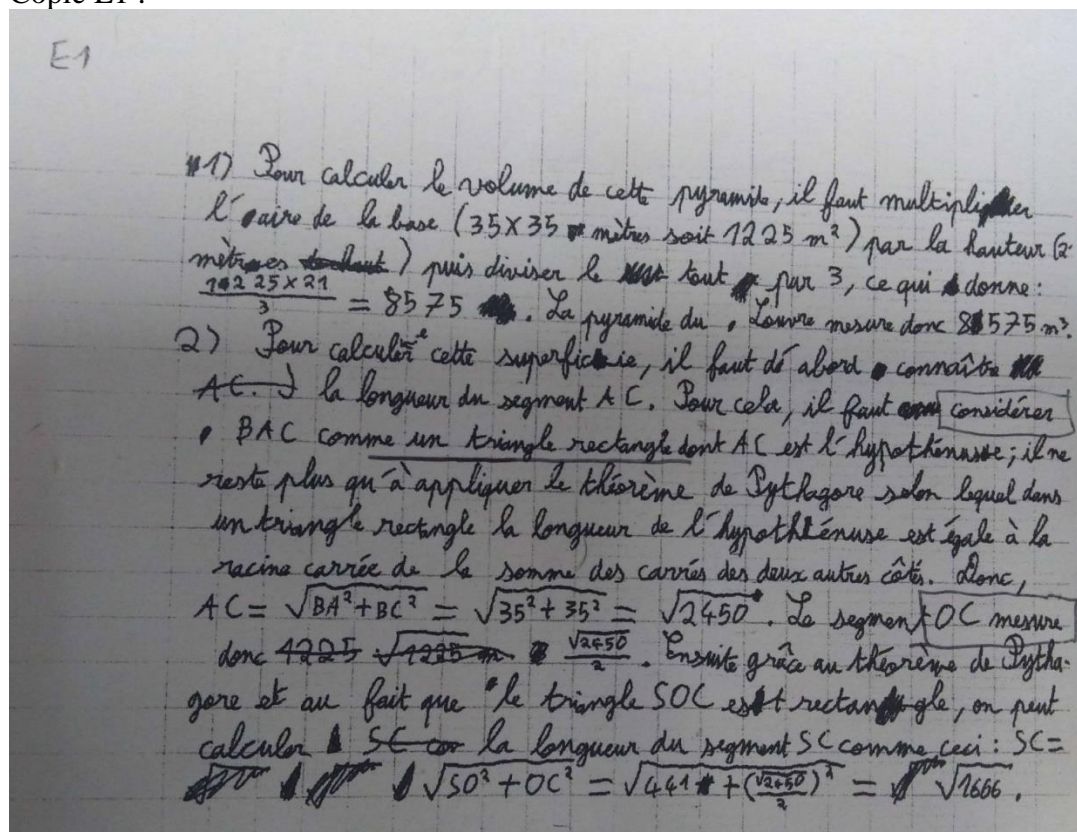 Copie E1 :
E-1
1) Pour calculer le volume de cette pyramide, il faut multiplier
l'aire de la base (35X35 mètres soit 1225 m²) par la hauteur (2
mètres ) puis diviser le tout par 3, ce qui donne :
1225x21/3 = 8575 . La pyramide du Louvre mesure donc 8575 m³.
2) Pour calculer cette superficie, il faut d'abord connaître
AC. la longueur du segment AC. Pour cela, il faut considérer
BAC comme un triangle rectangle dont AC est l'hypothénuse ; il ne
reste plus qu'à appliquer le théorème de Pythagore selon lequel dans
un triangle rectangle la longueur de l'hypothénuse est égale à la
racine carrée de la somme des carrés des deux autres côtés. Donc,
AC = √BA²+BC² = √35²+35² = √2450. Le segment OC mesure
donc 1225 √1225 m √2450/2. Ensuite grâce au théorème de Pytha-
gore et au fait que le triangle SOC est rectangle, on peut
calculer SC la longueur du segment SC comme ceci : SC =
√SO²+OC² = √441+(√2450/2)² = √1666.